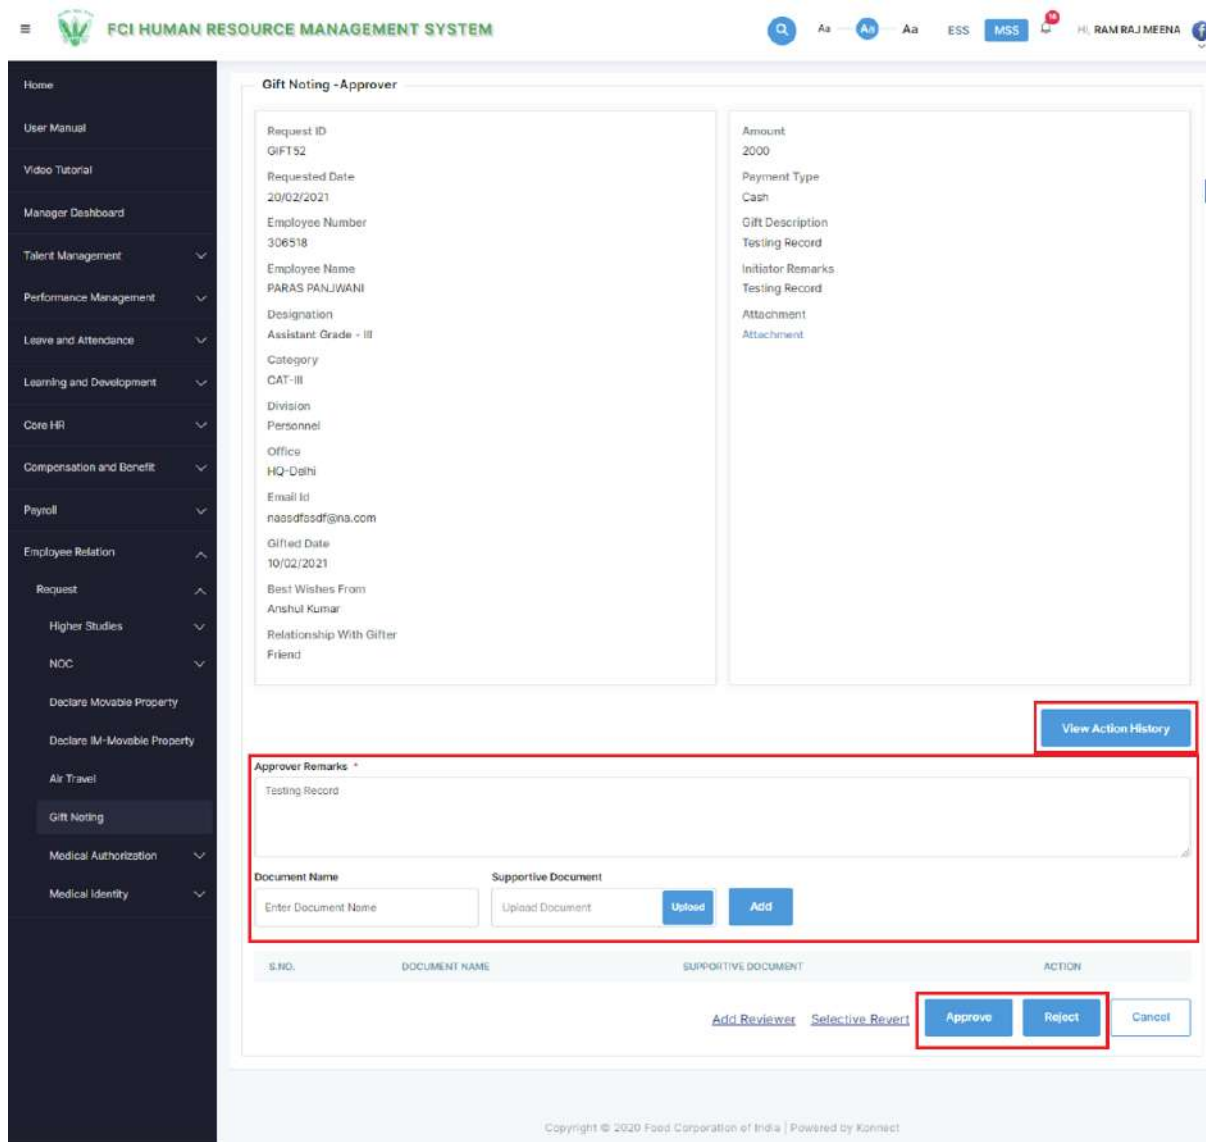 FCI HUMAN RESOURCE MANAGEMENT SYSTEM
Aa Aa Aa ESS MSS Hi, RAM RAJ MEENA
Home
User Manual
Video Tutorial
Manager Dashboard
Talent Management
Performance Management
Leave and Attendance
Learning and Development
Core HR
Compensation and Benefit
Payroll
Employee Relation
Request
Higher Studies
NOC
Declare Movable Property
Declare IM-Movable Property
Air Travel
Gift Noting
Medical Authorization
Medical Identity
Gift Noting -Approver
Request ID
GIFT52
Requested Date
20/02/2021
Employee Number
306518
Employee Name
PARAS PANJWANI
Designation
Assistant Grade - III
Category
CAT-III
Division
Personnel
Office
HQ-Delhi
Email Id
naasdfasdf@na.com
Gifted Date
10/02/2021
Best Wishes From
Anshul Kumar
Relationship With Gifter
Friend
Amount
2000
Payment Type
Cash
Gift Description
Testing Record
Initiator Remarks
Testing Record
Attachment
Attachment
View Action History
Approver Remarks *
Testing Record
Document Name Supportive Document
Enter Document Name Upload Document Upload Add
S.NO. DOCUMENT NAME SUPPORTIVE DOCUMENT ACTION
Add Reviewer Selective Revert Approve Reject Cancel
Copyright © 2020 Food Corporation of India | Powered by Konnect